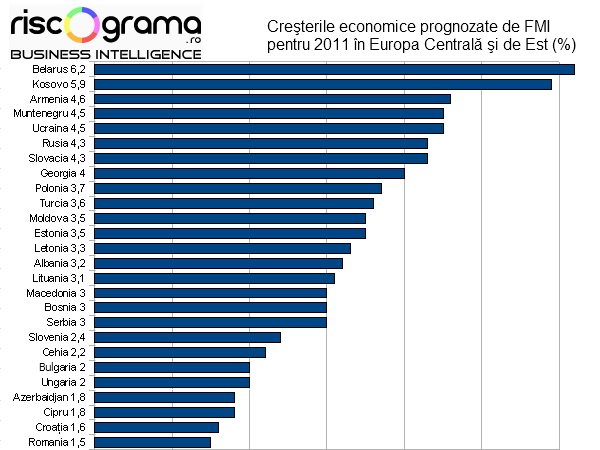 riscograma
.ro
BUSINESS INTELLIGENCE
Creşterile economice prognozate de FMI
pentru 2011 în Europa Centrală şi de Est (%)
Belarus 6,2
Kosovo 5,9
Armenia 4,6
Muntenegru 4,5
Ucraina 4,5
Rusia 4,3
Slovacia 4,3
Georgia 4
Polonia 3,7
Turcia 3,6
Moldova 3,5
Estonia 3,5
Letonia 3,3
Albania 3,2
Lituania 3,1
Macedonia 3
Bosnia 3
Serbia 3
Slovenia 2,4
Cehia 2,2
Bulgaria 2
Ungaria 2
Azerbaidjan 1,8
Cipru 1,8
Croaţia 1,6
Romania 1,5